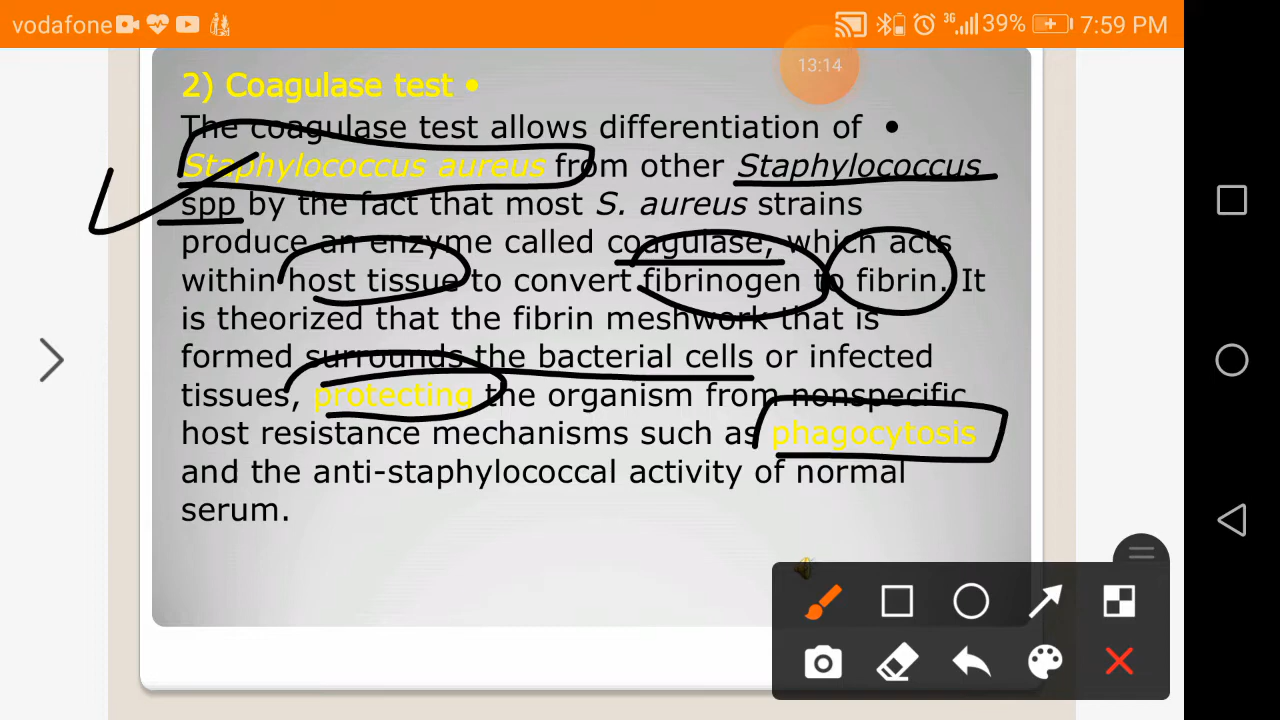 vodafone 3G 39% 7:59 PM
13:14
2) Coagulase test •
The coagulase test allows differentiation of •
Staphylococcus aureus from other Staphylococcus
spp by the fact that most S. aureus strains
produce an enzyme called coagulase, which acts
within host tissue to convert fibrinogen to fibrin. It
is theorized that the fibrin meshwork that is
formed surrounds the bacterial cells or infected
tissues, protecting the organism from nonspecific
host resistance mechanisms such as phagocytosis
and the anti-staphylococcal activity of normal
serum.